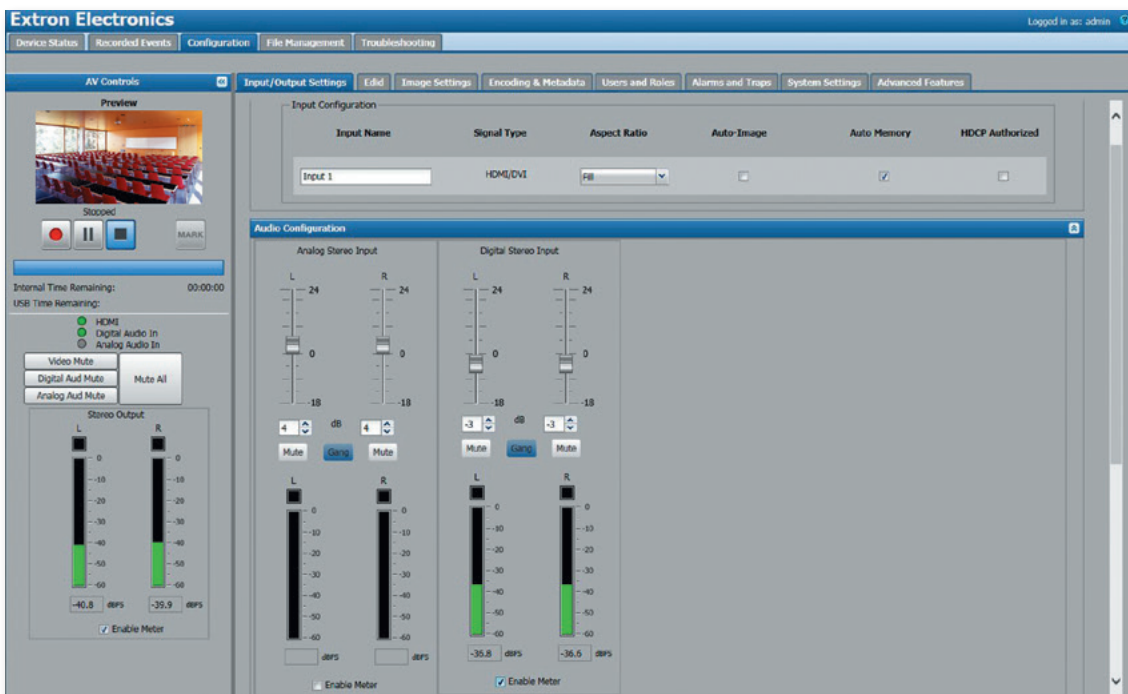 Extron Electronics
Logged in as: admin
Device Status Recorded Events Configuration File Management Troubleshooting
AV Controls
Preview
Stopped
MARK
Internal Time Remaining: 00:00:00
USB Time Remaining:
HDMI
Digital Audio In
Analog Audio In
Video Mute
Digital Aud Mute
Analog Aud Mute
Mute All
Stereo Output
L R
0 0
-10 -10
-20 -20
-30 -30
-40 -40
-50 -50
-60 -60
-40.8 dBFS -39.9 dBFS
Enable Meter
Input/Output Settings Edid Image Settings Encoding & Metadata Users and Roles Alarms and Traps System Settings Advanced Features
Input Configuration
Input Name Signal Type Aspect Ratio Auto-Image Auto Memory HDCP Authorized
Input 1 HDMI/DVI Fill
Audio Configuration
Analog Stereo Input
L R
24 24
0 0
-18 -18
4 dB 4
Mute Gang Mute
L R
0 0
-10 -10
-20 -20
-30 -30
-40 -40
-50 -50
-60 -60
dBFS dBFS
Enable Meter
Digital Stereo Input
L R
24 24
0 0
-18 -18
-3 dB -3
Mute Gang Mute
L R
0 0
-10 -10
-20 -20
-30 -30
-40 -40
-50 -50
-60 -60
-36.8 dBFS -36.6 dBFS
Enable Meter